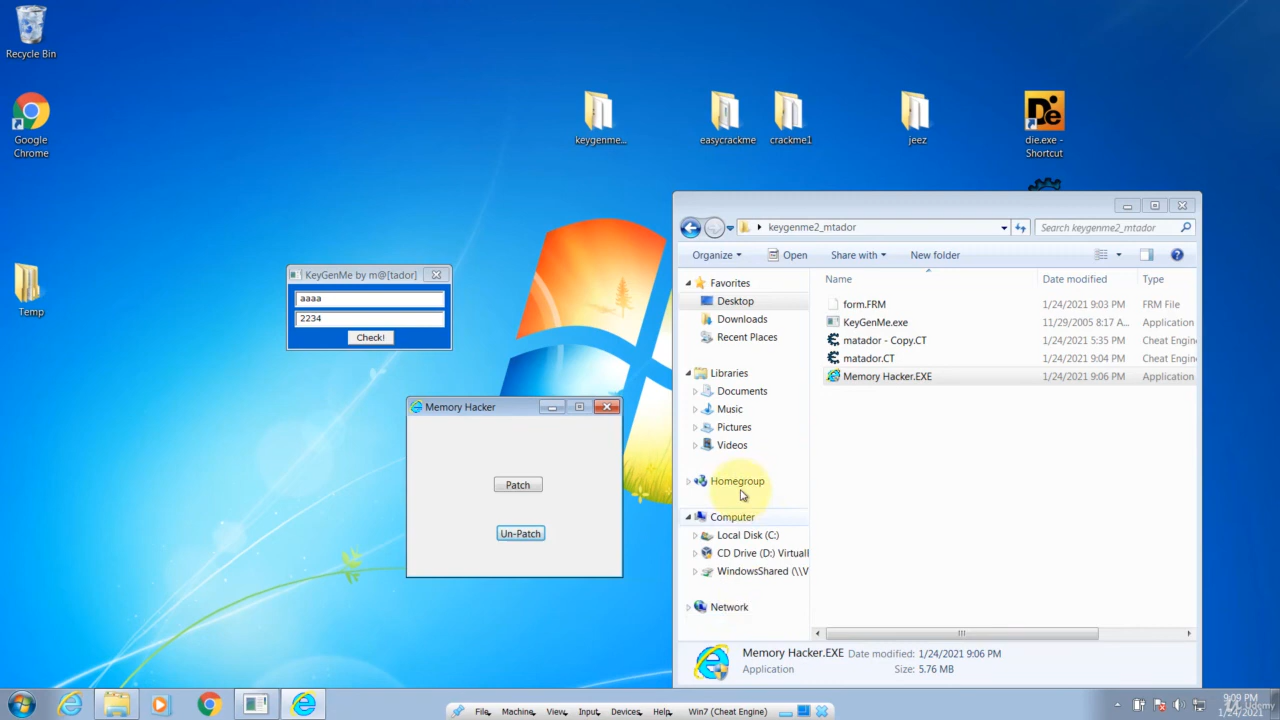 Recycle Bin
Google
Chrome
Temp
keygenme...
easycrackme
crackme1
jeez
die.exe -
Shortcut
KeyGenMe by m@[tador]
aaaa
2234
Check!
Memory Hacker
Patch
Un-Patch
keygenme2_mtador
Search keygenme2_mtador
Organize
Open
Share with
New folder
Name
Date modified
Type
Favorites
Desktop
Downloads
Recent Places
Libraries
Documents
Music
Pictures
Videos
Homegroup
Computer
Local Disk (C:)
CD Drive (D:) Virtuall
WindowsShared (\\V
Network
form.FRM 1/24/2021 9:03 PM FRM File
KeyGenMe.exe 11/29/2005 8:17 A... Application
matador - Copy.CT 1/24/2021 5:35 PM Cheat Engine
matador.CT 1/24/2021 9:04 PM Cheat Engine
Memory Hacker.EXE 1/24/2021 9:06 PM Application
Memory Hacker.EXE Date modified: 1/24/2021 9:06 PM
Application Size: 5.76 MB
File Machine View Input Devices Help Win7 (Cheat Engine)
9:09 PM
1/24/2021
Udemy